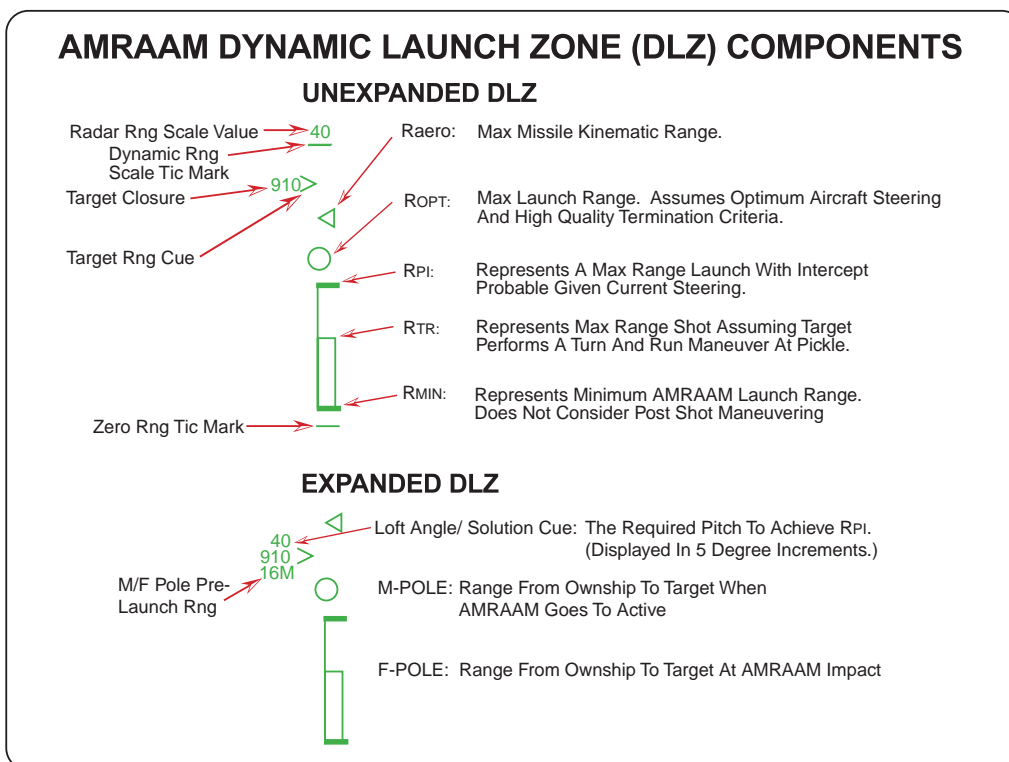 AMRAAM DYNAMIC LAUNCH ZONE (DLZ) COMPONENTS
UNEXPANDED DLZ
Radar Rng Scale Value
40
Dynamic Rng
Scale Tic Mark
Target Closure
910
Target Rng Cue
Raero: Max Missile Kinematic Range.
ROPT: Max Launch Range. Assumes Optimum Aircraft Steering
And High Quality Termination Criteria.
RPI: Represents A Max Range Launch With Intercept
Probable Given Current Steering.
RTR: Represents Max Range Shot Assuming Target
Performs A Turn And Run Maneuver At Pickle.
RMIN: Represents Minimum AMRAAM Launch Range.
Does Not Consider Post Shot Maneuvering
Zero Rng Tic Mark
EXPANDED DLZ
40
910
16M
M/F Pole Pre-
Launch Rng
Loft Angle/ Solution Cue: The Required Pitch To Achieve RPI.
(Displayed In 5 Degree Increments.)
M-POLE: Range From Ownship To Target When
AMRAAM Goes To Active
F-POLE: Range From Ownship To Target At AMRAAM Impact